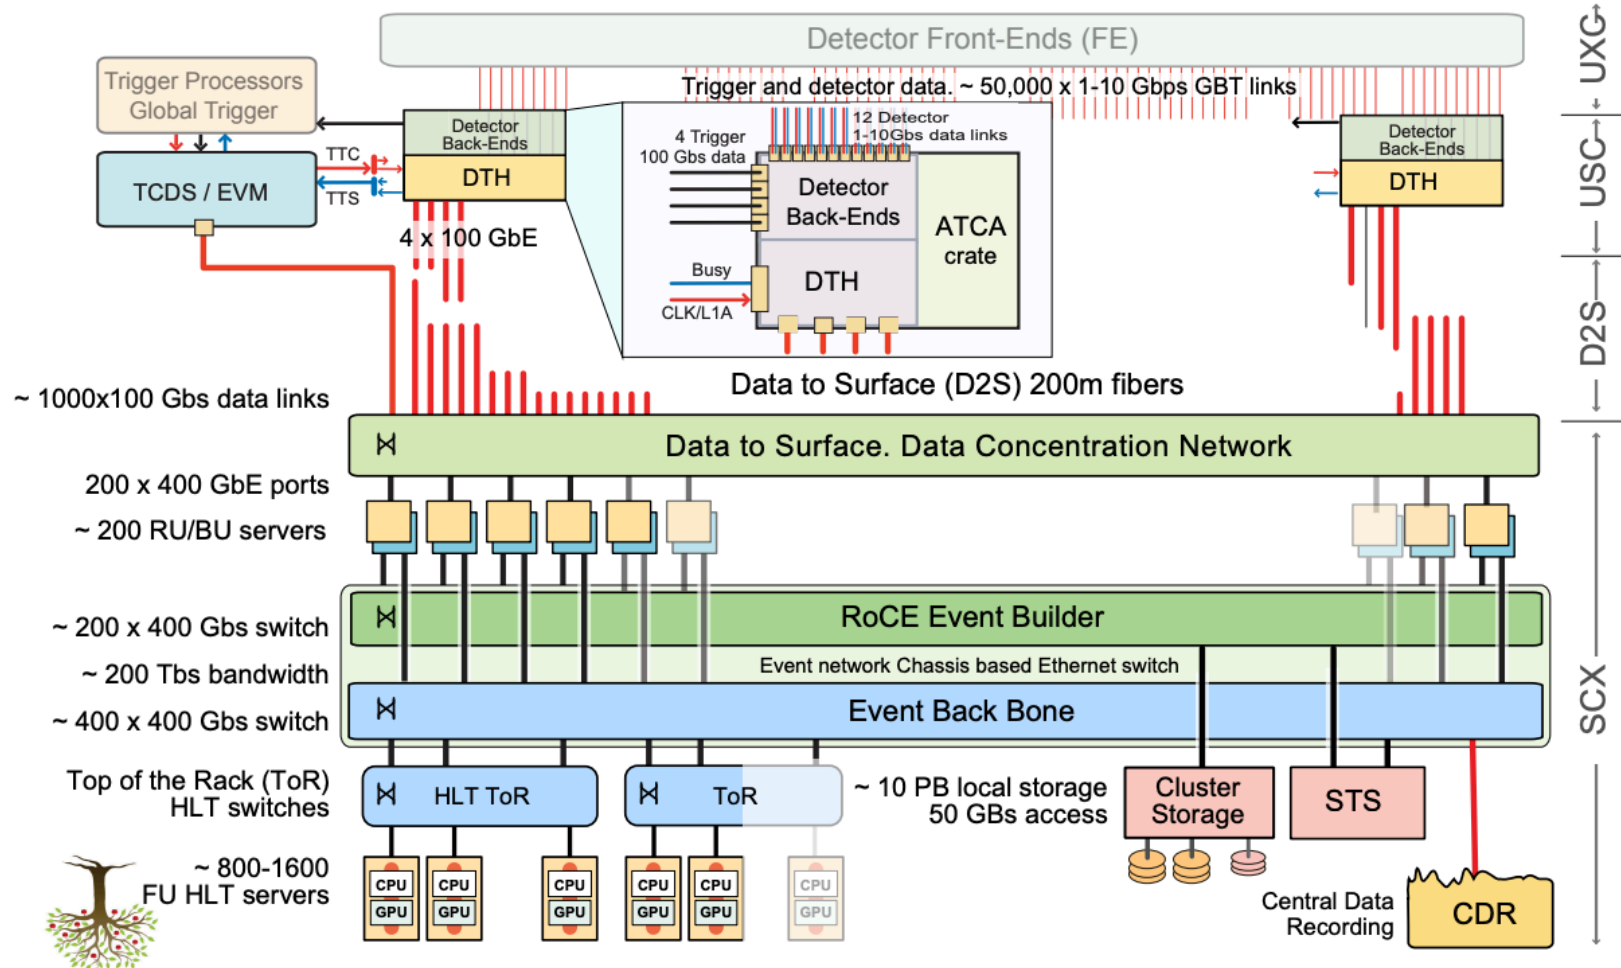 Detector Front-Ends (FE)
UXC
Trigger Processors
Global Trigger
Trigger and detector data. ~ 50,000 x 1-10 Gbps GBT links
Detector
Back-Ends
DTH
TTC
TTS
TCDS / EVM
4 x 100 GbE
4 Trigger
100 Gbs data
12 Detector
1-10Gbs data links
Detector
Back-Ends
ATCA
crate
DTH
Busy
CLK/L1A
Detector
Back-Ends
DTH
USC
D2S
Data to Surface (D2S) 200m fibers
~ 1000x100 Gbs data links
Data to Surface. Data Concentration Network
200 x 400 GbE ports
~ 200 RU/BU servers
RoCE Event Builder
~ 200 x 400 Gbs switch
Event network Chassis based Ethernet switch
~ 200 Tbs bandwidth
Event Back Bone
~ 400 x 400 Gbs switch
SCX
Top of the Rack (ToR)
HLT switches
HLT ToR
ToR
~ 10 PB local storage
50 GBs access
Cluster
Storage
STS
~ 800-1600
FU HLT servers
CPU
GPU
CPU
GPU
CPU
GPU
CPU
GPU
CPU
GPU
CPU
GPU
Central Data
Recording
CDR